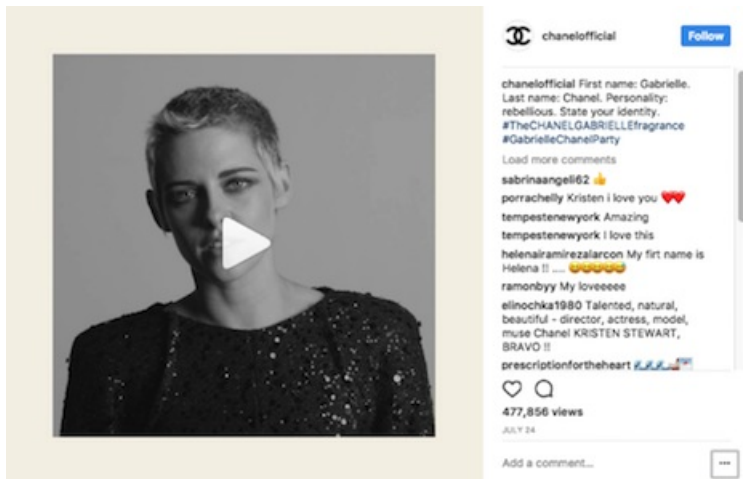 chanelofficial
Follow
chanelofficial First name: Gabrielle.
Last name: Chanel. Personality:
rebellious. State your identity.
#TheCHANELGABRIELLEfragrance
#GabrielleChanelParty
Load more comments
sabrinaangeli62 👍
porrachelly Kristen i love you ❤️❤️
tempestenewyork Amazing
tempestenewyork I love this
helenairamirezalarcon My firt name is
Helena !! ....
ramonbyy My loveeeee
elinochka1980 Talented, natural,
beautiful - director, actress, model,
muse Chanel KRISTEN STEWART,
BRAVO !!
prescriptionfortheheart
477,856 views
JULY 24
Add a comment...